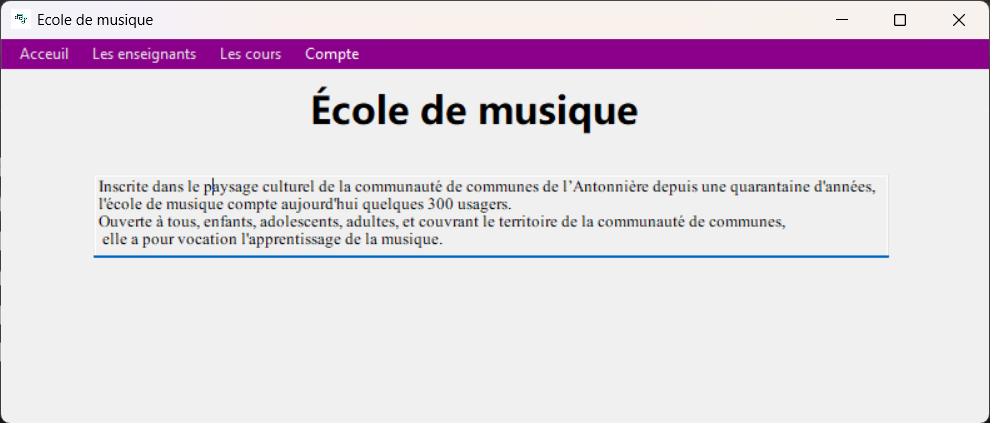 Ecole de musique
Acceuil Les enseignants Les cours Compte
École de musique
Inscrite dans le paysage culturel de la communauté de communes de l’Antonnière depuis une quarantaine d'années,
l'école de musique compte aujourd'hui quelques 300 usagers.
Ouverte à tous, enfants, adolescents, adultes, et couvrant le territoire de la communauté de communes,
elle a pour vocation l'apprentissage de la musique.